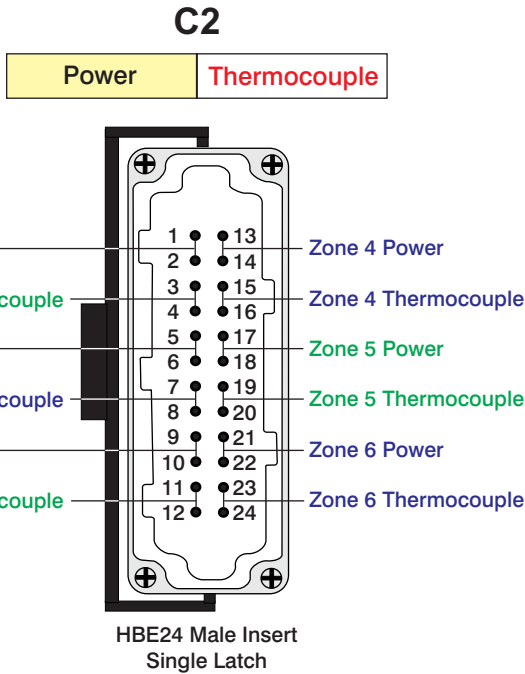 C2
Power Thermocouple
1 13 Zone 4 Power
2 14
couple 3 15 Zone 4 Thermocouple
4 16
5 17 Zone 5 Power
6 18
couple 7 19 Zone 5 Thermocouple
8 20
9 21 Zone 6 Power
10 22
couple 11 23 Zone 6 Thermocouple
12 24
HBE24 Male Insert
Single Latch